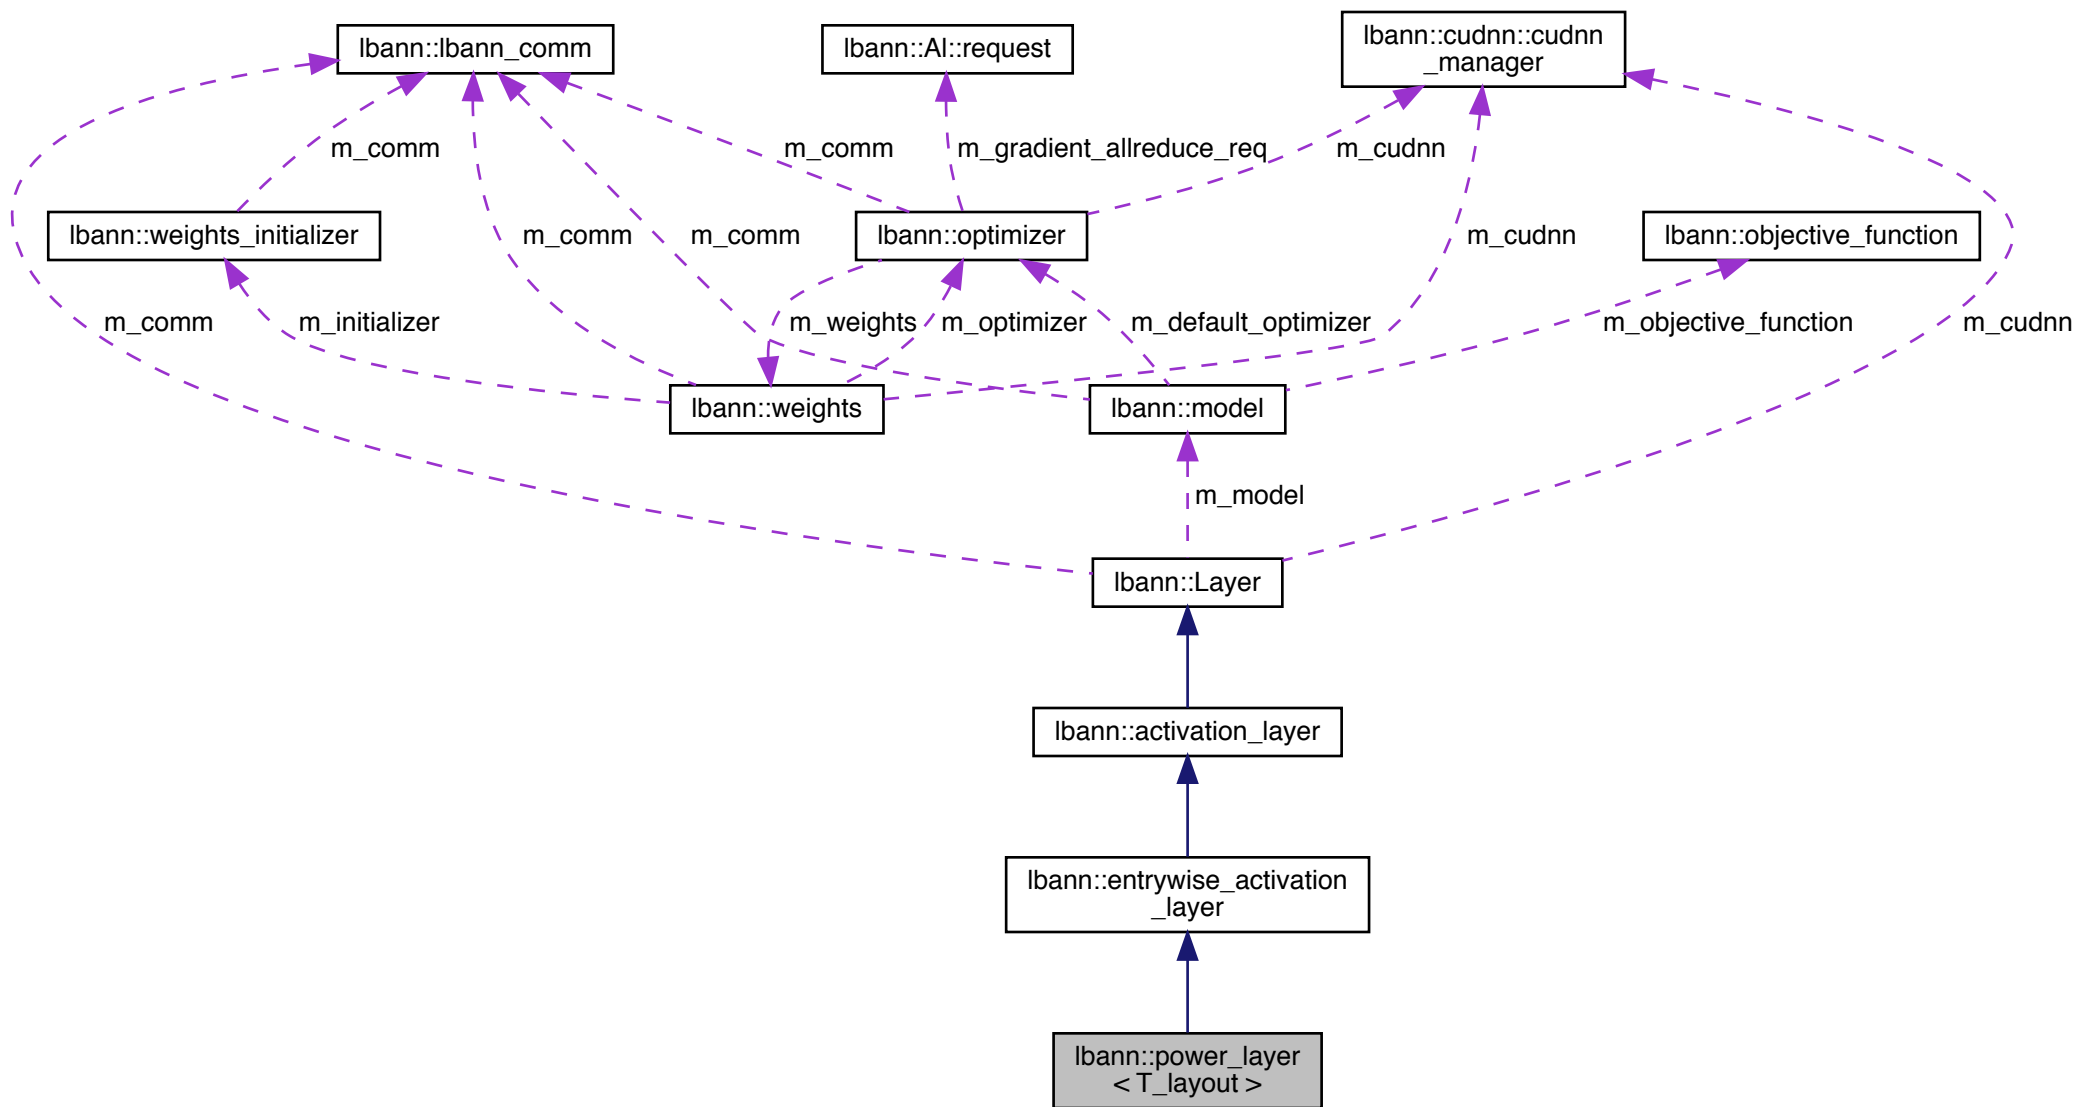 lbann::lbann_comm
lbann::Al::request
lbann::cudnn::cudnn
_manager
m_comm
m_comm
m_gradient_allreduce_req
m_cudnn
lbann::weights_initializer
m_comm
m_comm
lbann::optimizer
m_cudnn
lbann::objective_function
m_comm
m_initializer
m_weights
m_optimizer
m_default_optimizer
m_objective_function
m_cudnn
lbann::weights
lbann::model
m_model
lbann::Layer
lbann::activation_layer
lbann::entrywise_activation
_layer
lbann::power_layer
< T_layout >